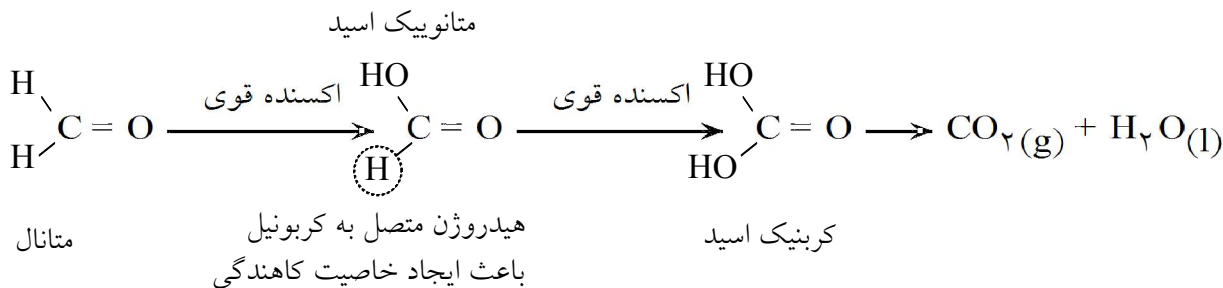 متانوییک اسید
H
HO
اکسنده قوی
HO
اکسنده قوی
C = O
C = O
C = O
CO۲(g) + H۲O(l)
H
H
HO
متانال
هیدروژن متصل به کربونیل
باعث ایجاد خاصیت کاهندگی
کربنیک اسید